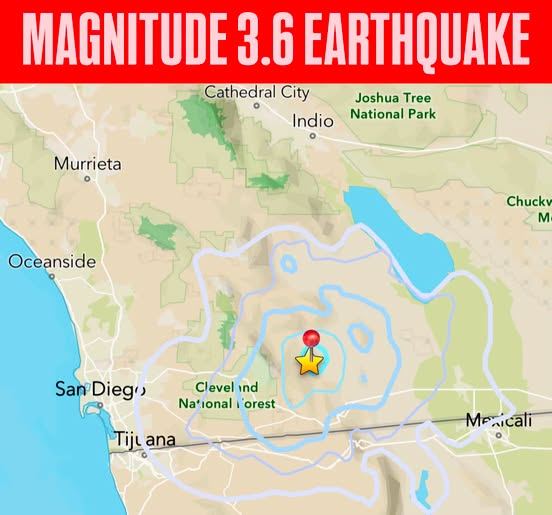 MAGNITUDE 3.6 EARTHQUAKE
Cathedral City
Joshua Tree
National Park
Indio
Murrieta
Chuckw
Mo
Oceanside
San Diego
Cleveland
National Forest
Tijuana
Mexicali